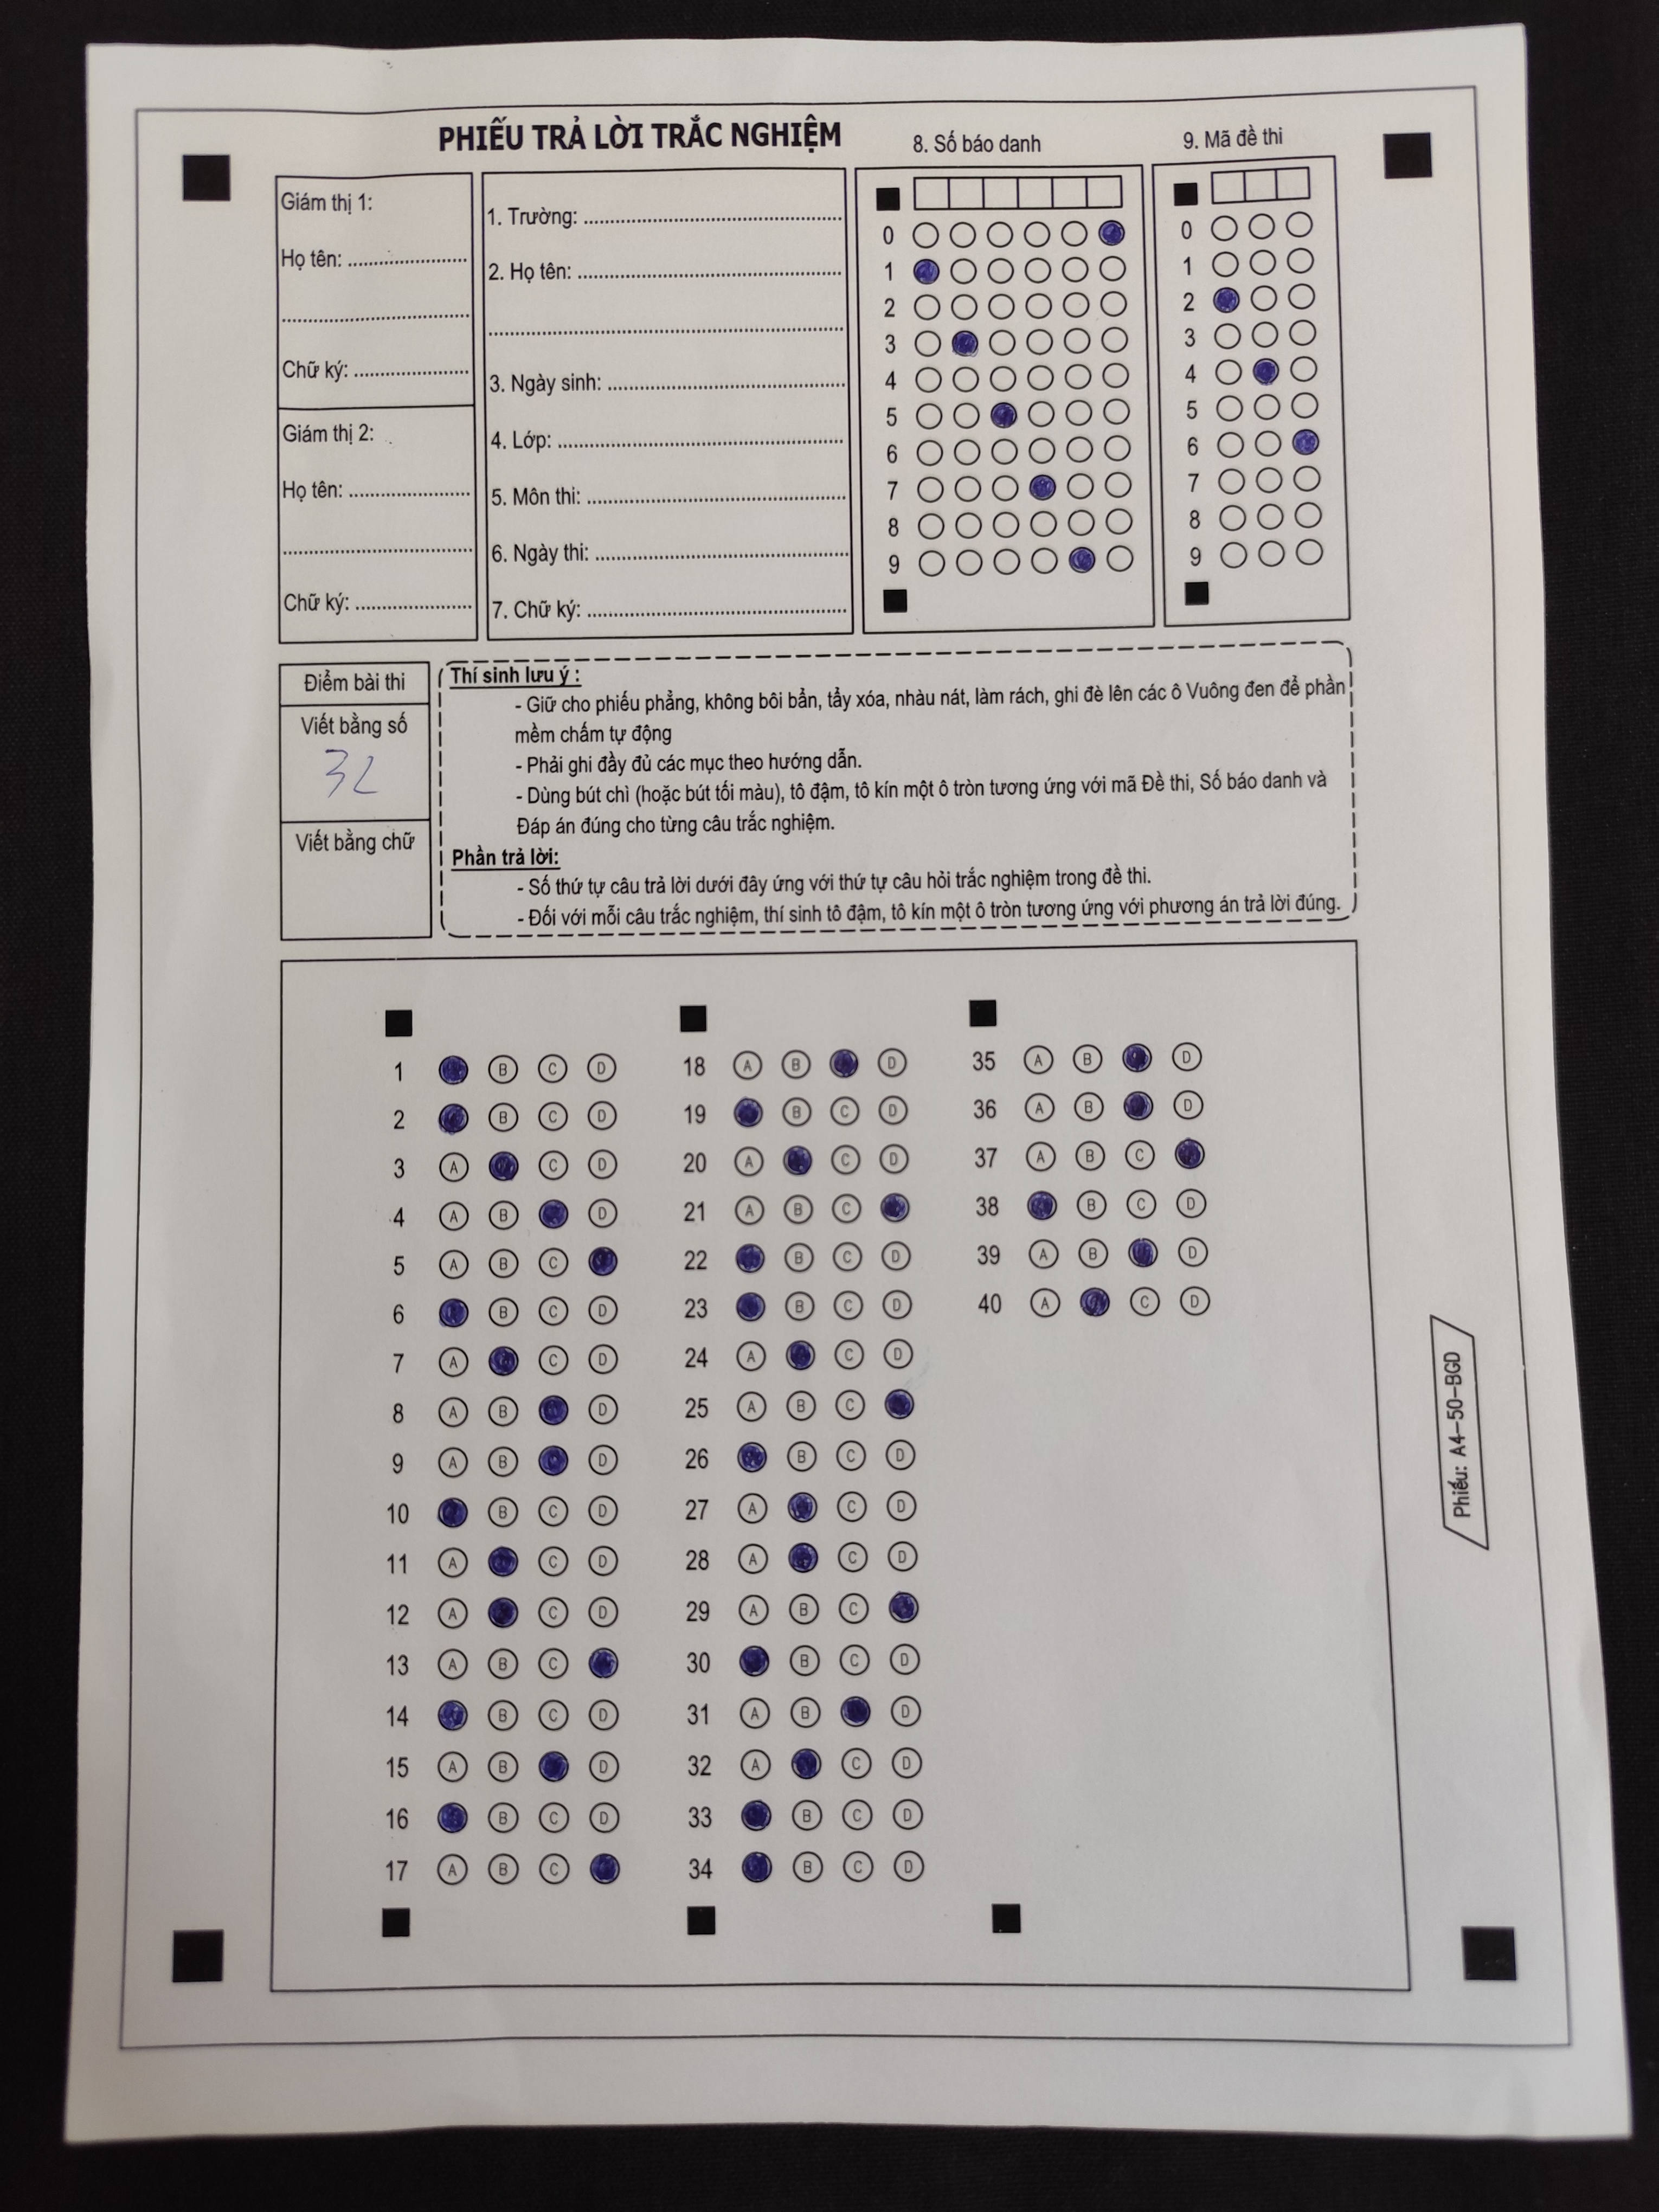 PHIẾU TRẢ LỜI TRẮC NGHIỆM
8. Số báo danh
9. Mã đề thi
Giám thị 1:
Họ tên: ........................
......................................
Chữ ký: .......................
Giám thị 2:
Họ tên: ........................
......................................
Chữ ký: .......................
1. Trường: ....................................................
2. Họ tên: .....................................................
.......................................................................
3. Ngày sinh: ................................................
4. Lớp: .........................................................
5. Môn thi: ....................................................
6. Ngày thi: ...................................................
7. Chữ ký: ....................................................
0
1
2
3
4
5
6
7
8
9
0
1
2
3
4
5
6
7
8
9
Điểm bài thi
Viết bằng số
32
Viết bằng chữ
Thí sinh lưu ý :
- Giữ cho phiếu phẳng, không bôi bẩn, tẩy xóa, nhàu nát, làm rách, ghi đè lên các ô Vuông đen để phần
mềm chấm tự động
- Phải ghi đầy đủ các mục theo hướng dẫn.
- Dùng bút chì (hoặc bút tối màu), tô đậm, tô kín một ô tròn tương ứng với mã Đề thi, Số báo danh và
Đáp án đúng cho từng câu trắc nghiệm.
Phần trả lời:
- Số thứ tự câu trả lời dưới đây ứng với thứ tự câu hỏi trắc nghiệm trong đề thi.
- Đối với mỗi câu trắc nghiệm, thí sinh tô đậm, tô kín một ô tròn tương ứng với phương án trả lời đúng.
1 B C D
2 B C D
3 A C D
4 A B D
5 A B C
6 B C D
7 A C D
8 A B D
9 A B D
10 B C D
11 A C D
12 A C D
13 A B C
14 B C D
15 A B D
16 B C D
17 A B C
18 A B D
19 B C D
20 A C D
21 A B C
22 B C D
23 B C D
24 A C D
25 A B C
26 B C D
27 A C D
28 A C D
29 A B C
30 B C D
31 A B D
32 A C D
33 B C D
34 B C D
35 A B D
36 A B D
37 A B C
38 B C D
39 A B D
40 A C D
Phiếu: A4-50-BGD